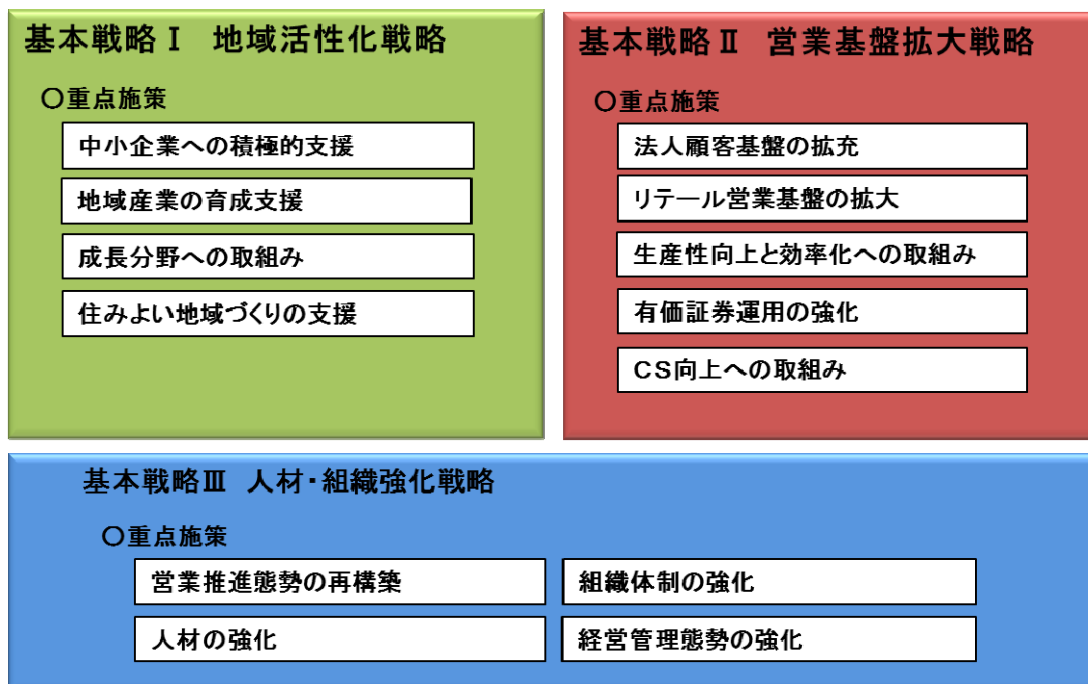 基本戦略Ⅰ 地域活性化戦略
〇重点施策
中小企業への積極的支援
地域産業の育成支援
成長分野への取組み
住みよい地域づくりの支援
基本戦略Ⅱ 営業基盤拡大戦略
〇重点施策
法人顧客基盤の拡充
リテール営業基盤の拡大
生産性向上と効率化への取組み
有価証券運用の強化
CS向上への取組み
基本戦略Ⅲ 人材・組織強化戦略
〇重点施策
営業推進態勢の再構築
組織体制の強化
人材の強化
経営管理態勢の強化